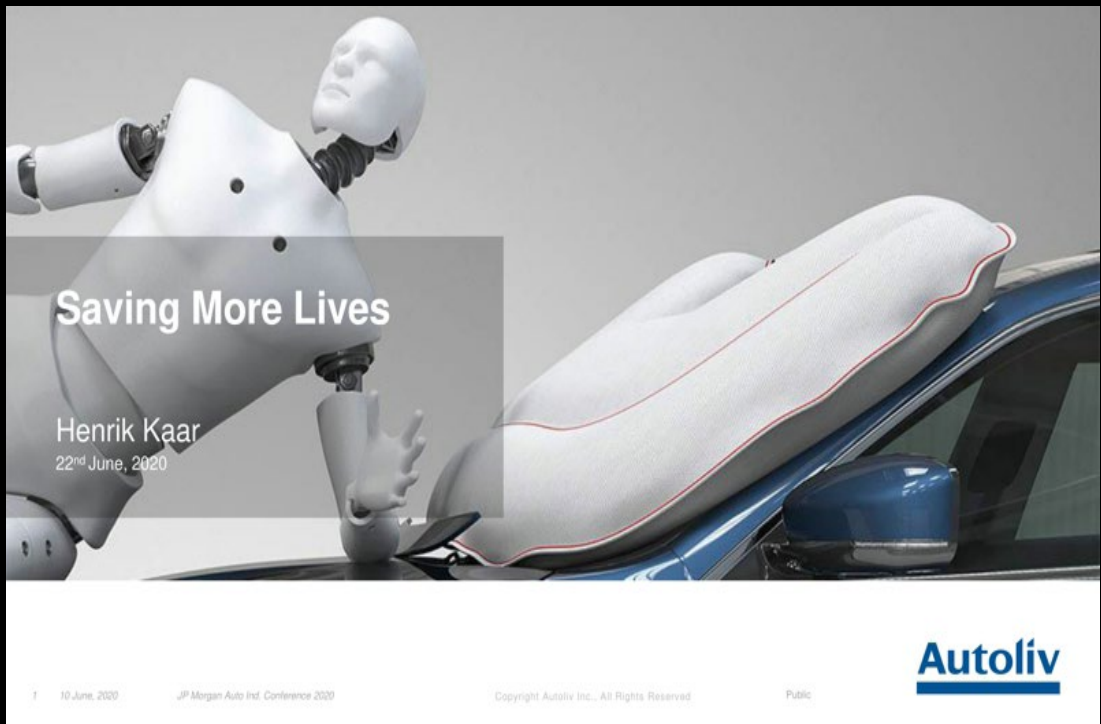 Saving More Lives
Henrik Kaar
22nd June, 2020
Autoliv
1 10 June, 2020 JP Morgan Auto Ind. Conference 2020 Copyright Autoliv Inc., All Rights Reserved Public